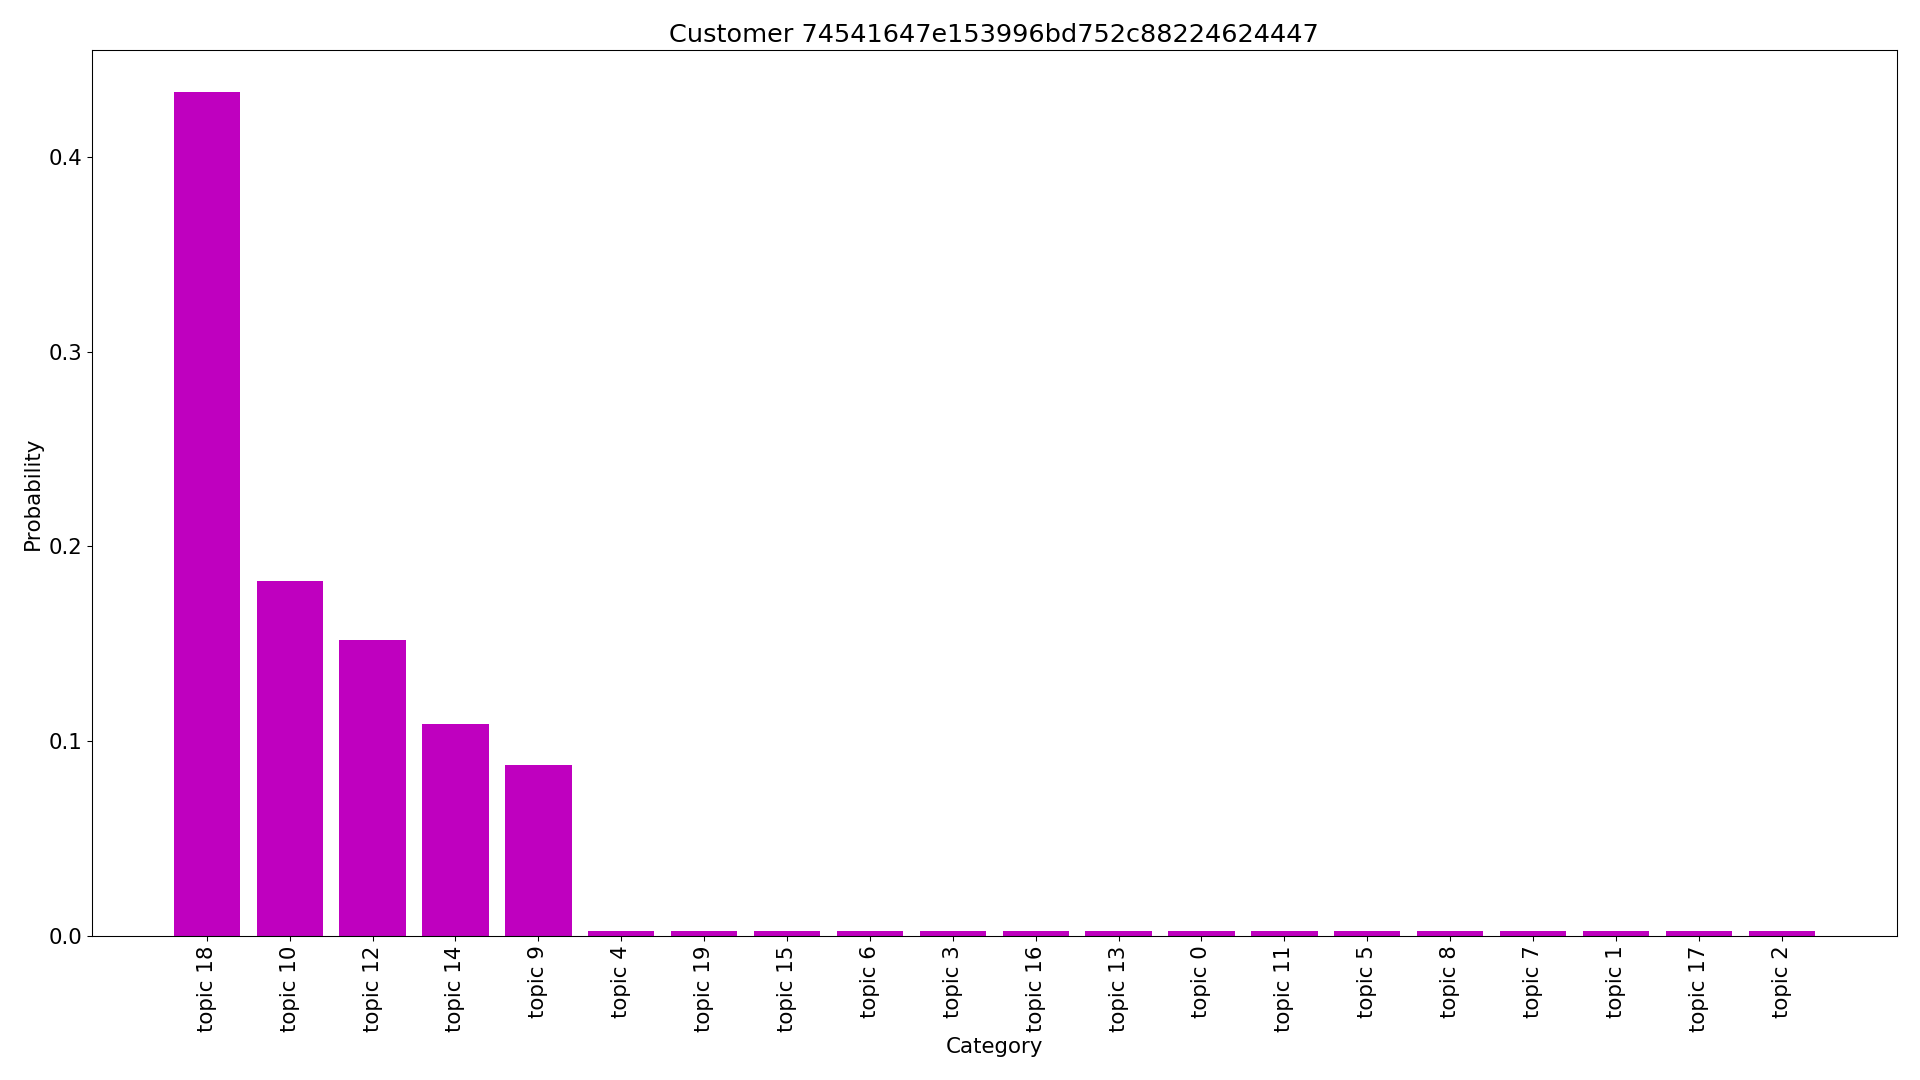 Customer 74541647e153996bd752c88224624447
Probability
0.4
0.3
0.2
0.1
0.0
topic 18
topic 10
topic 12
topic 14
topic 9
topic 4
topic 19
topic 15
topic 6
topic 3
topic 16
topic 13
topic 0
topic 11
topic 5
topic 8
topic 7
topic 1
topic 17
topic 2
Category